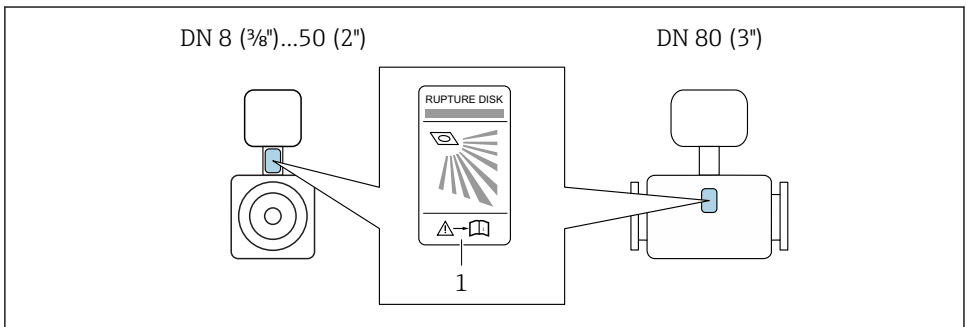 DN 8 (⅜")...50 (2")
DN 80 (3")
RUPTURE DISK
i
1